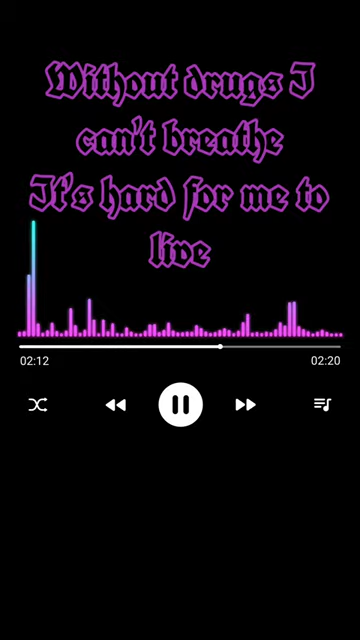 Without drugs I
can't breathe
It's hard for me to
live
02:12
02:20